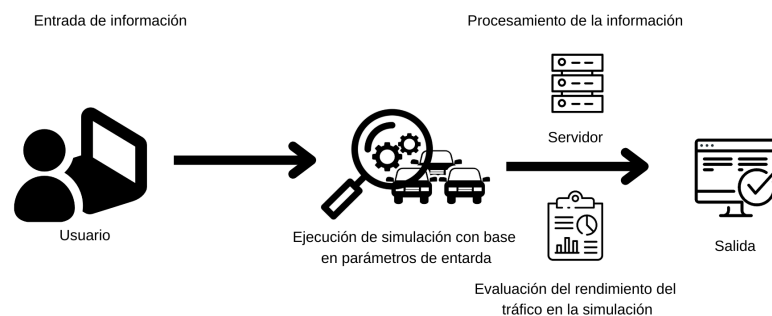 Entrada de información
Procesamiento de la información
Servidor
Usuario
Ejecución de simulación con base
en parámetros de entarda
Salida
Evaluación del rendimiento del
tráfico en la simulación